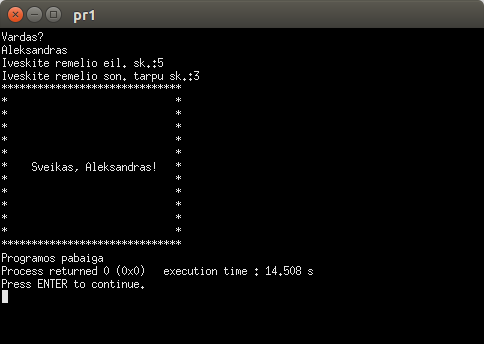 pr1
Vardas?
Aleksandras
Iveskite remelio eil. sk.:5
Iveskite remelio son. tarpu sk.:3
******************************
*                            *
*                            *
*                            *
*                            *
*                            *
*    Sveikas, Aleksandras!   *
*                            *
*                            *
*                            *
*                            *
*                            *
******************************
Programos pabaiga
Process returned 0 (0x0)   execution time : 14.508 s
Press ENTER to continue.